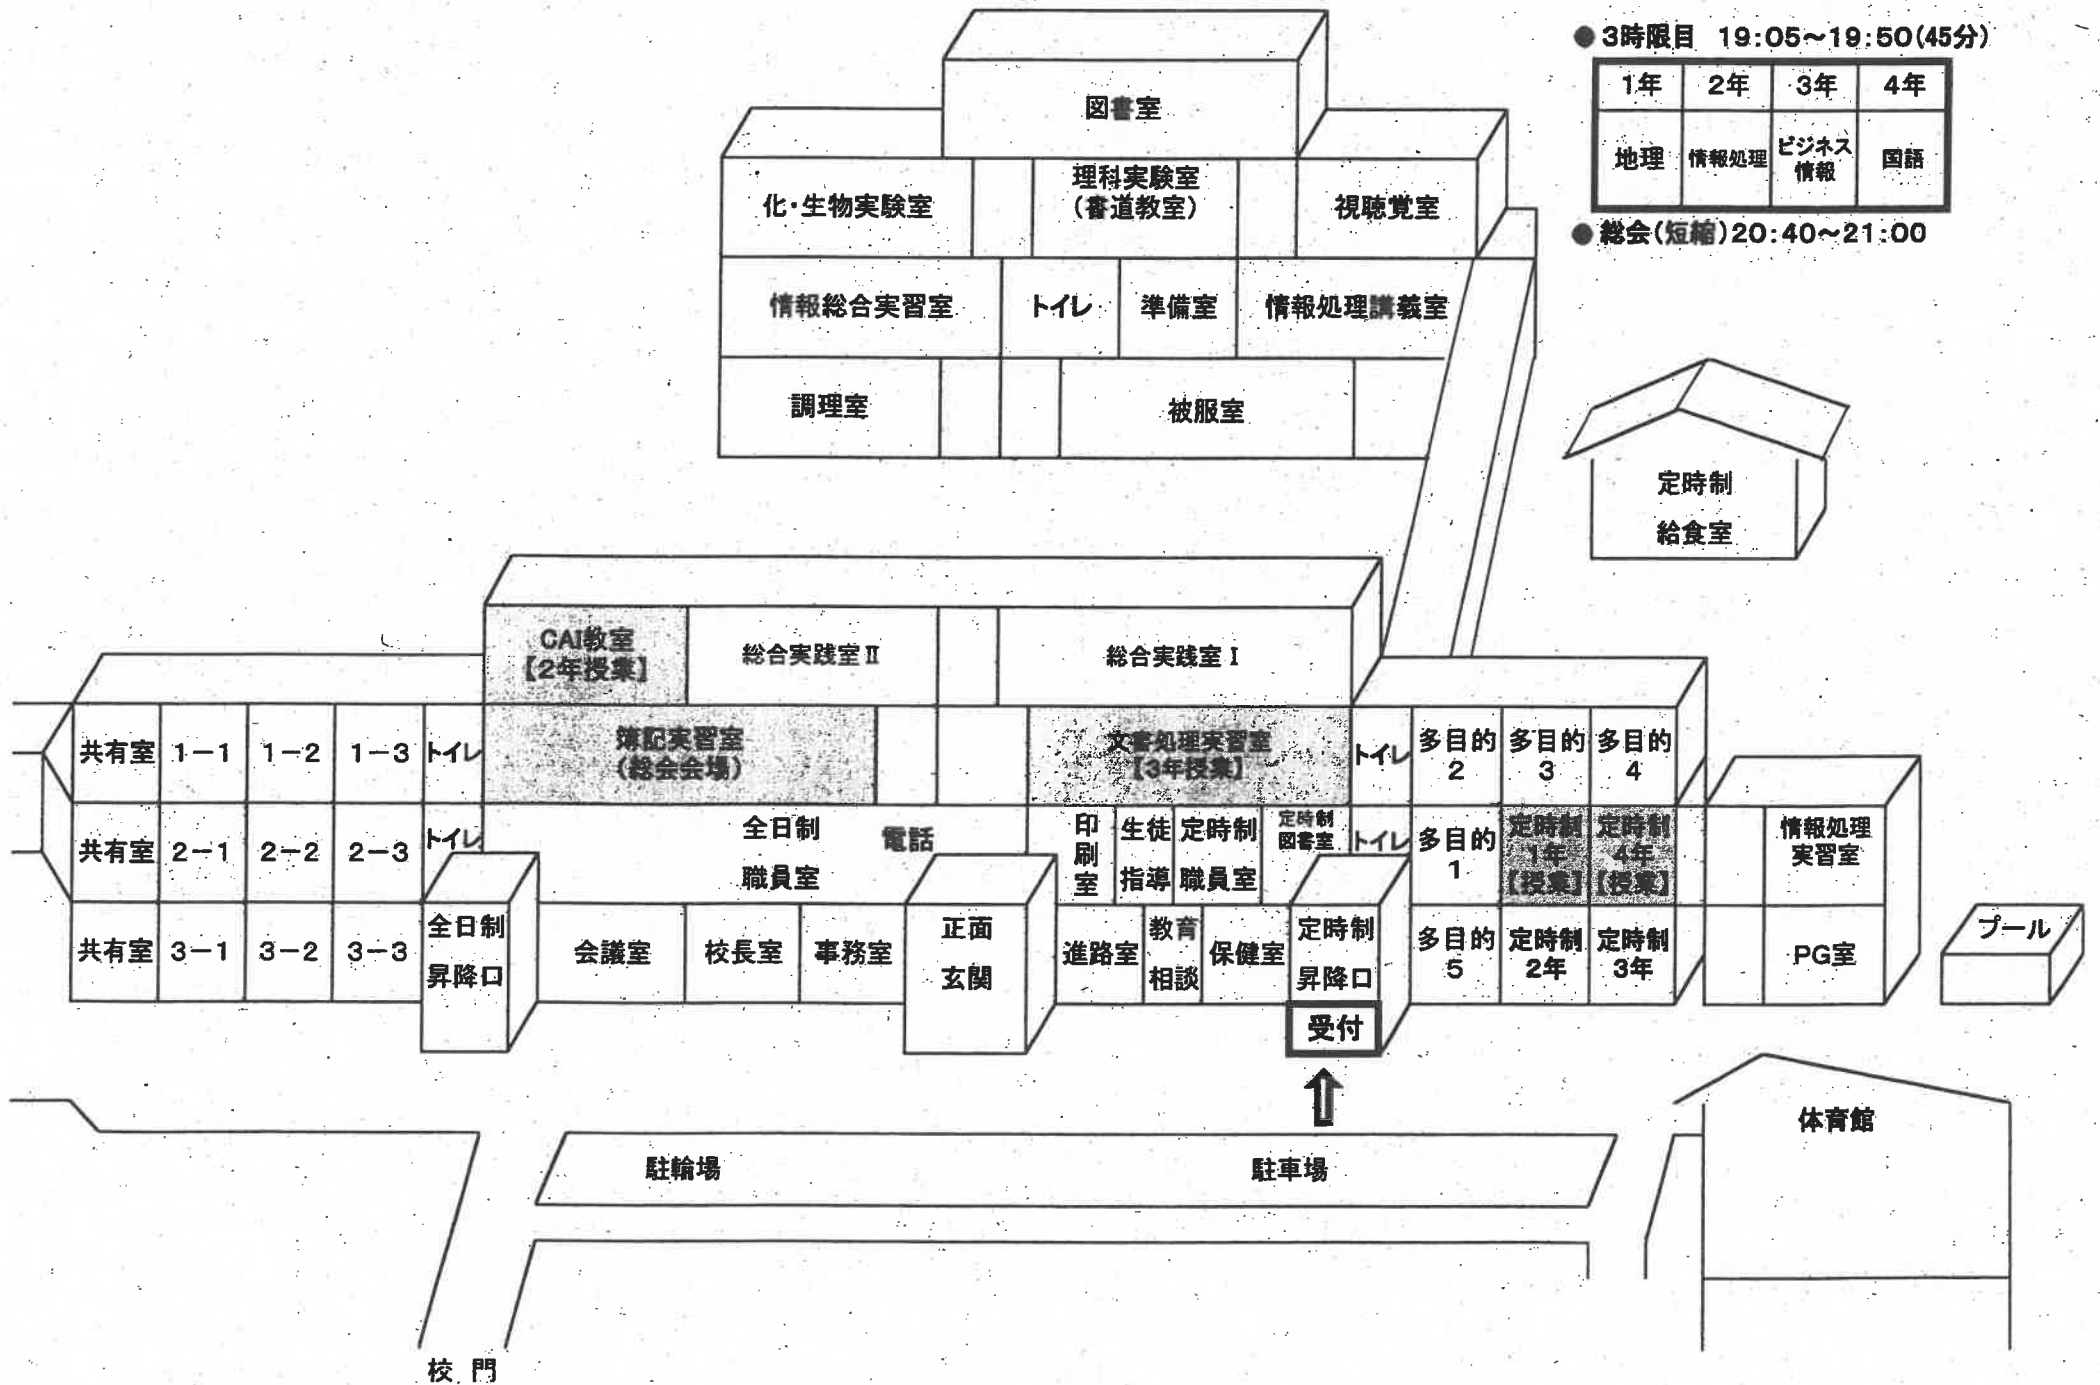 ●3時限目 19:05～19:50(45分)
1年 2年 3年 4年
地理 情報処理 ビジネス 国語
情報
●総会(短縮)20:40～21:00
図書室
化・生物実験室
理科実験室
(書道教室)
視聴覚室
情報総合実習室 トイレ 準備室 情報処理講義室
調理室 被服室
定時制
給食室
CAI教室
【2年授業】
総合実践室Ⅱ
総合実践室Ⅰ
共有室 1-1 1-2 1-3 トイレ
簿記実習室
(総会会場)
文書処理実習室
【3年授業】
トイレ
多目的
2
多目的
3
多目的
4
共有室 2-1 2-2 2-3 トイレ
全日制
職員室
電話
印
刷
室
生徒
指導
定時制
職員室
定時制
図書室
トイレ
多目的
1
定時制
1年
【授業】
定時制
4年
【授業】
情報処理
実習室
共有室 3-1 3-2 3-3
全日制
昇降口
会議室 校長室 事務室
正面
玄関
進路室
教育
相談
保健室
定時制
昇降口
受付
多目的
5
定時制
2年
定時制
3年
PG室
プール
体育館
駐輪場 駐車場
校門